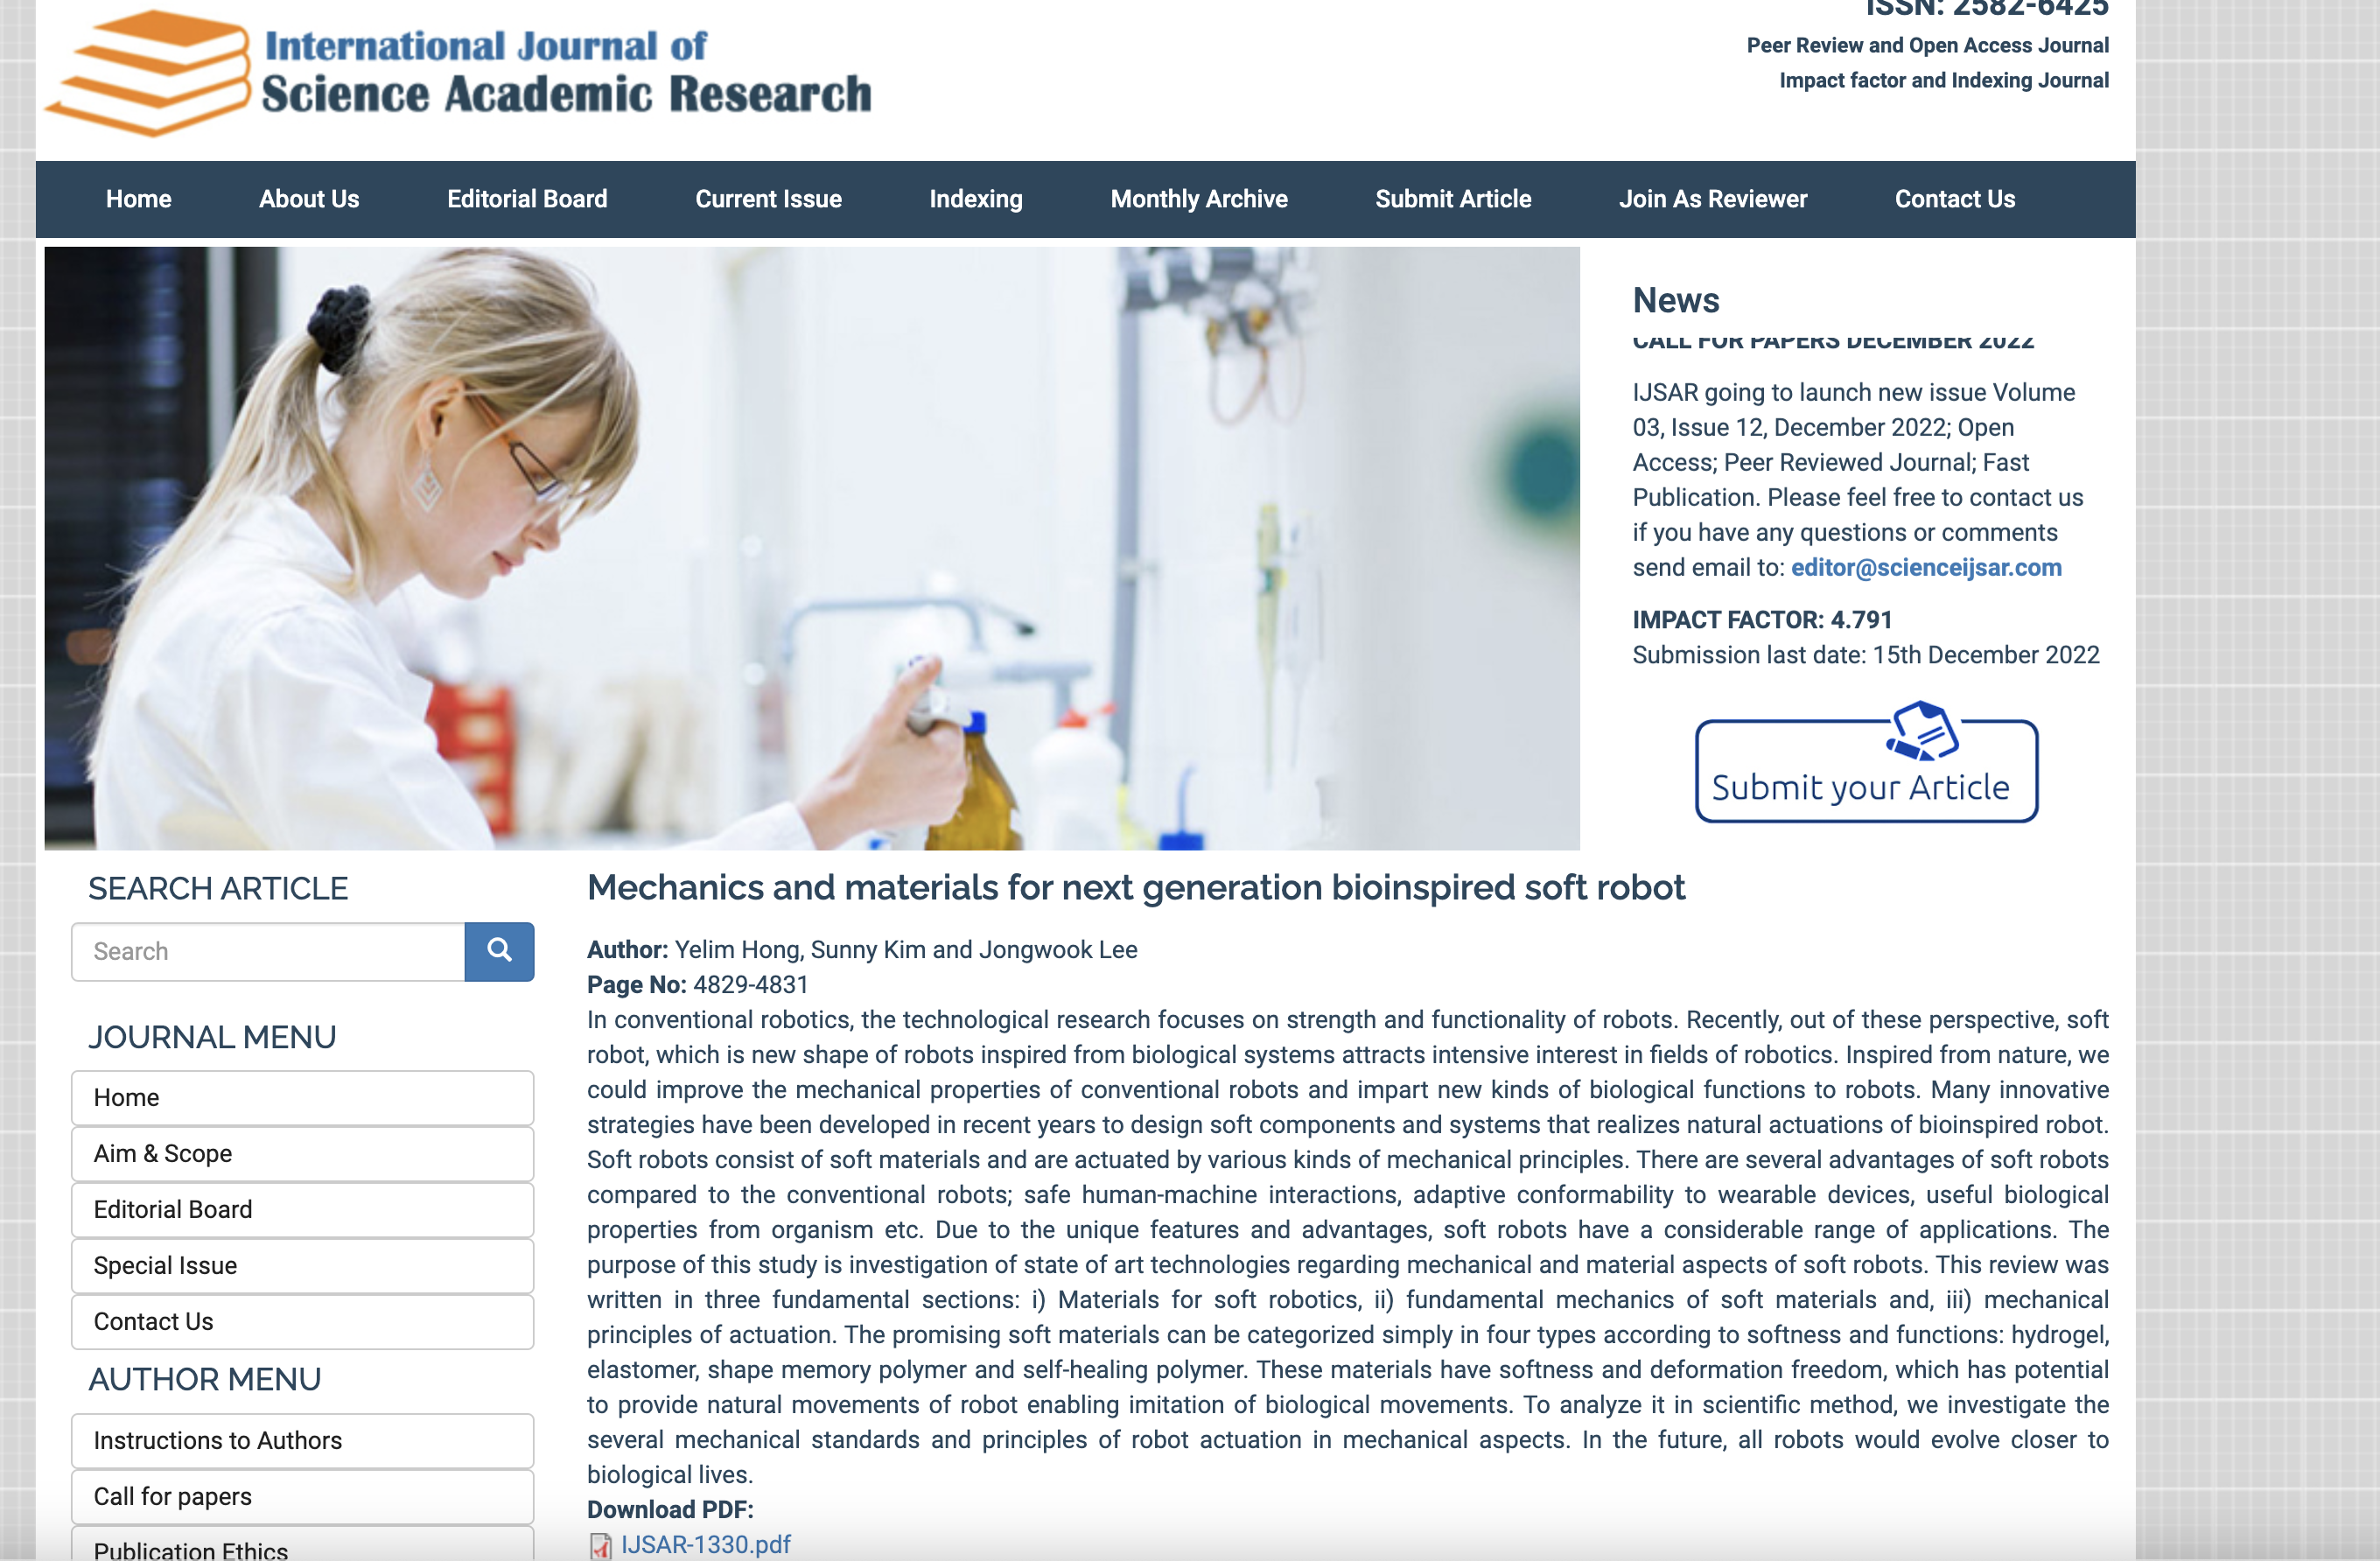 International Journal of
Science Academic Research
ISSN: 2582-6425
Peer Review and Open Access Journal
Impact factor and Indexing Journal
Home About Us Editorial Board Current Issue Indexing Monthly Archive Submit Article Join As Reviewer Contact Us
News
CALL FOR PAPERS DECEMBER 2022
IJSAR going to launch new issue Volume
03, Issue 12, December 2022; Open
Access; Peer Reviewed Journal; Fast
Publication. Please feel free to contact us
if you have any questions or comments
send email to: editor@scienceijsar.com
IMPACT FACTOR: 4.791
Submission last date: 15th December 2022
Submit your Article
SEARCH ARTICLE
Search
JOURNAL MENU
Home
Aim & Scope
Editorial Board
Special Issue
Contact Us
AUTHOR MENU
Instructions to Authors
Call for papers
Publication Ethics
Mechanics and materials for next generation bioinspired soft robot
Author: Yelim Hong, Sunny Kim and Jongwook Lee
Page No: 4829-4831
In conventional robotics, the technological research focuses on strength and functionality of robots. Recently, out of these perspective, soft
robot, which is new shape of robots inspired from biological systems attracts intensive interest in fields of robotics. Inspired from nature, we
could improve the mechanical properties of conventional robots and impart new kinds of biological functions to robots. Many innovative
strategies have been developed in recent years to design soft components and systems that realizes natural actuations of bioinspired robot.
Soft robots consist of soft materials and are actuated by various kinds of mechanical principles. There are several advantages of soft robots
compared to the conventional robots; safe human-machine interactions, adaptive conformability to wearable devices, useful biological
properties from organism etc. Due to the unique features and advantages, soft robots have a considerable range of applications. The
purpose of this study is investigation of state of art technologies regarding mechanical and material aspects of soft robots. This review was
written in three fundamental sections: i) Materials for soft robotics, ii) fundamental mechanics of soft materials and, iii) mechanical
principles of actuation. The promising soft materials can be categorized simply in four types according to softness and functions: hydrogel,
elastomer, shape memory polymer and self-healing polymer. These materials have softness and deformation freedom, which has potential
to provide natural movements of robot enabling imitation of biological movements. To analyze it in scientific method, we investigate the
several mechanical standards and principles of robot actuation in mechanical aspects. In the future, all robots would evolve closer to
biological lives.
Download PDF:
IJSAR-1330.pdf